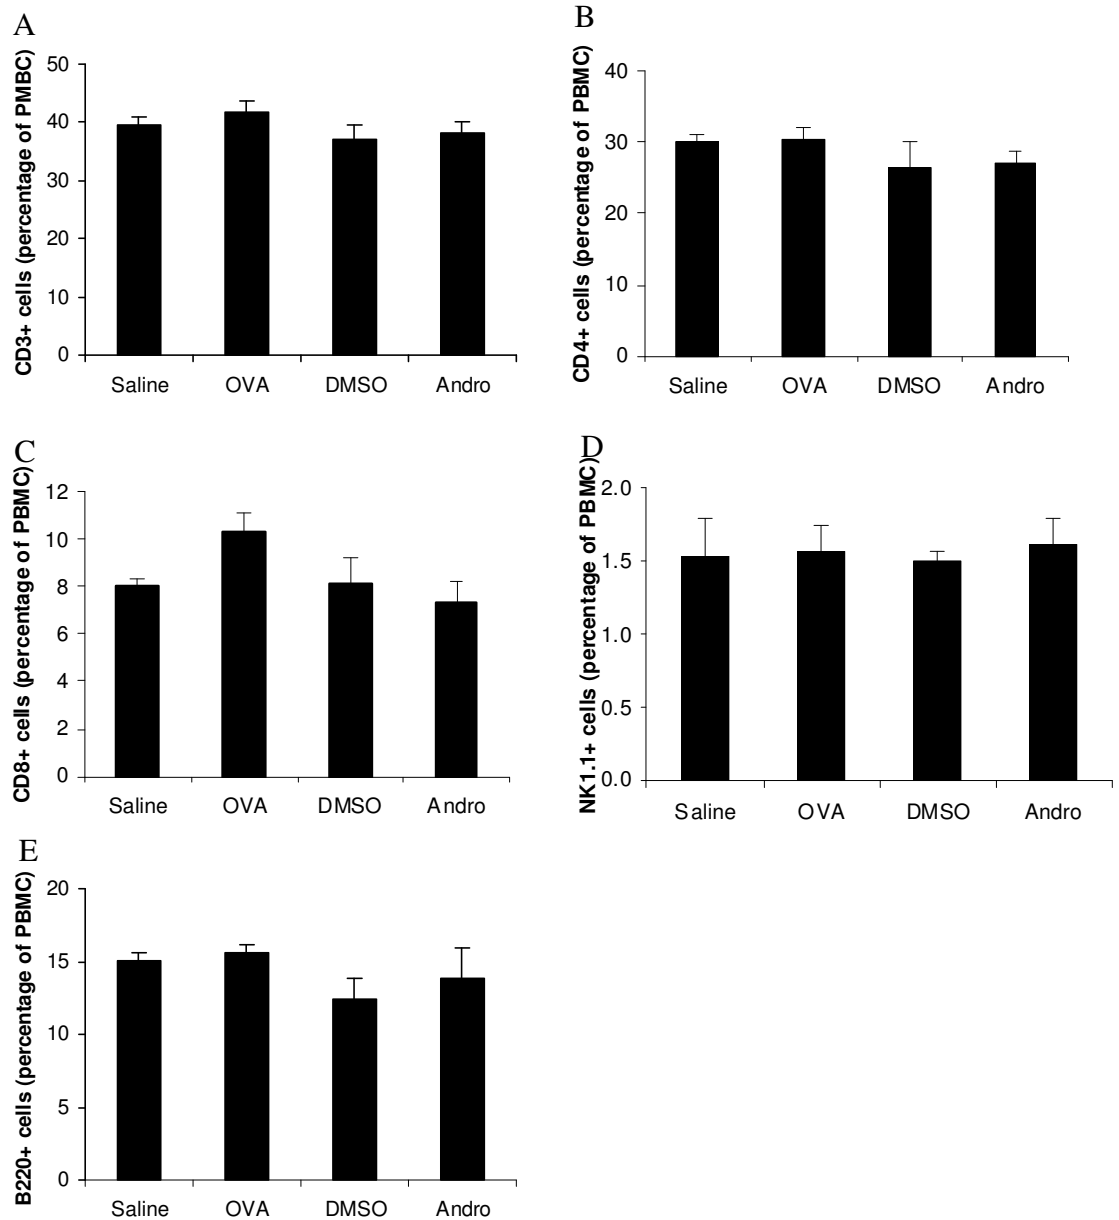 A
CD3+ cells (percentage of PMBC)
50
40
30
20
10
0
Saline OVA DMSO Andro
B
CD4+ cells (percentage of PBMC)
40
30
20
10
0
Saline OVA DMSO Andro
C
CD8+ cells (percentage of PBMC)
12
10
8
6
4
2
0
Saline OVA DMSO Andro
D
NK1.1+ cells (percentage of PBMC)
2.0
1.5
1.0
0.5
0.0
Saline OVA DMSO Andro
E
B220+ cells (percentage of PBMC)
20
15
10
5
0
Saline OVA DMSO Andro